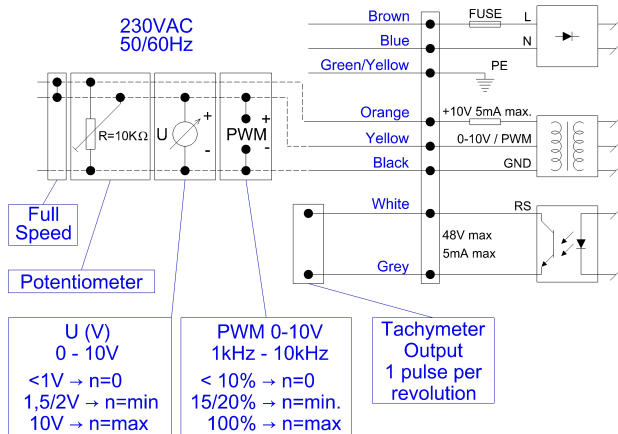 230VAC
50/60Hz
Brown
FUSE
L
Blue
N
Green/Yellow
PE
Orange
+10V 5mA max.
Yellow
0-10V / PWM
Black
GND
R=10KΩ
U
+
-
PWM
+
-
White
RS
48V max
5mA max
Grey
Full
Speed
Potentiometer
U (V)
0 - 10V
<1V → n=0
1,5/2V → n=min
10V → n=max
PWM 0-10V
1kHz - 10kHz
< 10% → n=0
15/20% → n=min.
100% → n=max
Tachymeter
Output
1 pulse per
revolution